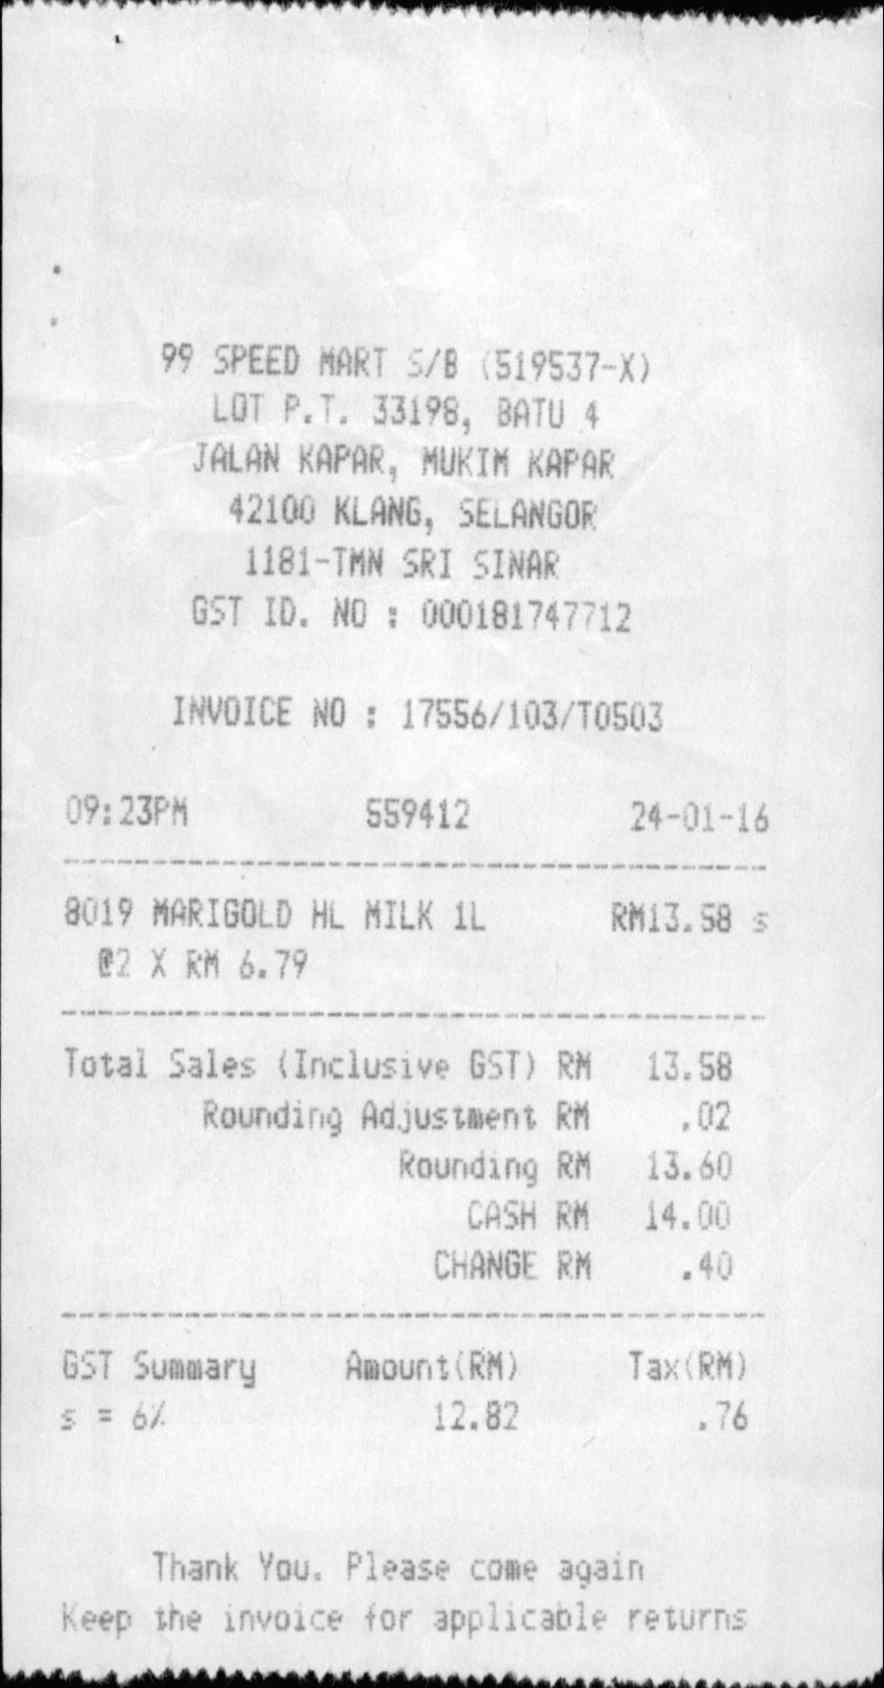 99 SPEED MART S/B (519537-X)
LOT P.T. 33198, BATU 4
JALAN KAPAR, MUKIM KAPAR
42100 KLANG, SELANGOR
1181-TMN SRI SINAR
GST ID. NO : 000181747712
INVOICE NO : 17556/103/T0503
09:23PM 559412 24-01-16
8019 MARIGOLD HL MILK 1L RM13.58 s
@2 X RM 6.79
Total Sales (Inclusive GST) RM 13.58
Rounding Adjustment RM .02
Rounding RM 13.60
CASH RM 14.00
CHANGE RM .40
GST Summary Amount(RM) Tax(RM)
s = 6% 12.82 .76
Thank You. Please come again
Keep the invoice for applicable returns